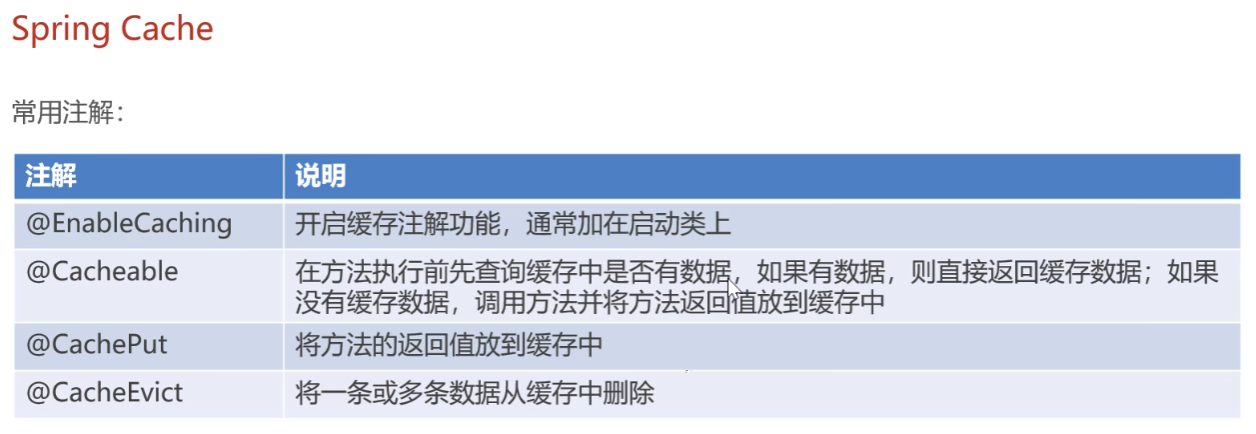 Spring Cache
常用注解：
注解 说明
@EnableCaching 开启缓存注解功能，通常加在启动类上
@Cacheable 在方法执行前先查询缓存中是否有数据，如果有数据，则直接返回缓存数据；如果
没有缓存数据，调用方法并将方法返回值放到缓存中
@CachePut 将方法的返回值放到缓存中
@CacheEvict 将一条或多条数据从缓存中删除